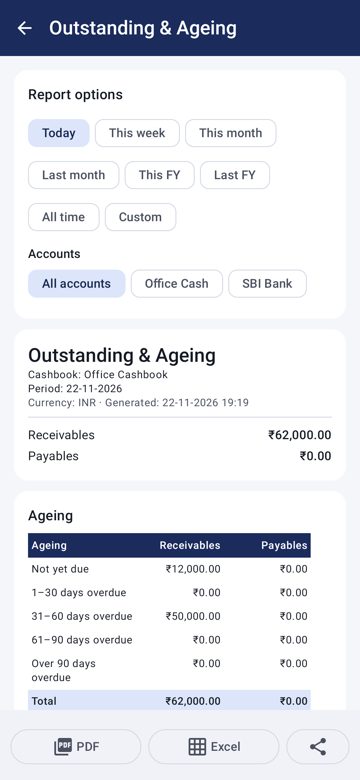 Outstanding & Ageing
Report options
Today This week This month
Last month This FY Last FY
All time Custom
Accounts
All accounts Office Cash SBI Bank
Outstanding & Ageing
Cashbook: Office Cashbook
Period: 22-11-2026
Currency: INR · Generated: 22-11-2026 19:19
Receivables ₹62,000.00
Payables ₹0.00
Ageing
Ageing Receivables Payables
Not yet due ₹12,000.00 ₹0.00
1–30 days overdue ₹0.00 ₹0.00
31–60 days overdue ₹50,000.00 ₹0.00
61–90 days overdue ₹0.00 ₹0.00
Over 90 days ₹0.00 ₹0.00
overdue
Total ₹62,000.00 ₹0.00
PDF PDF Excel